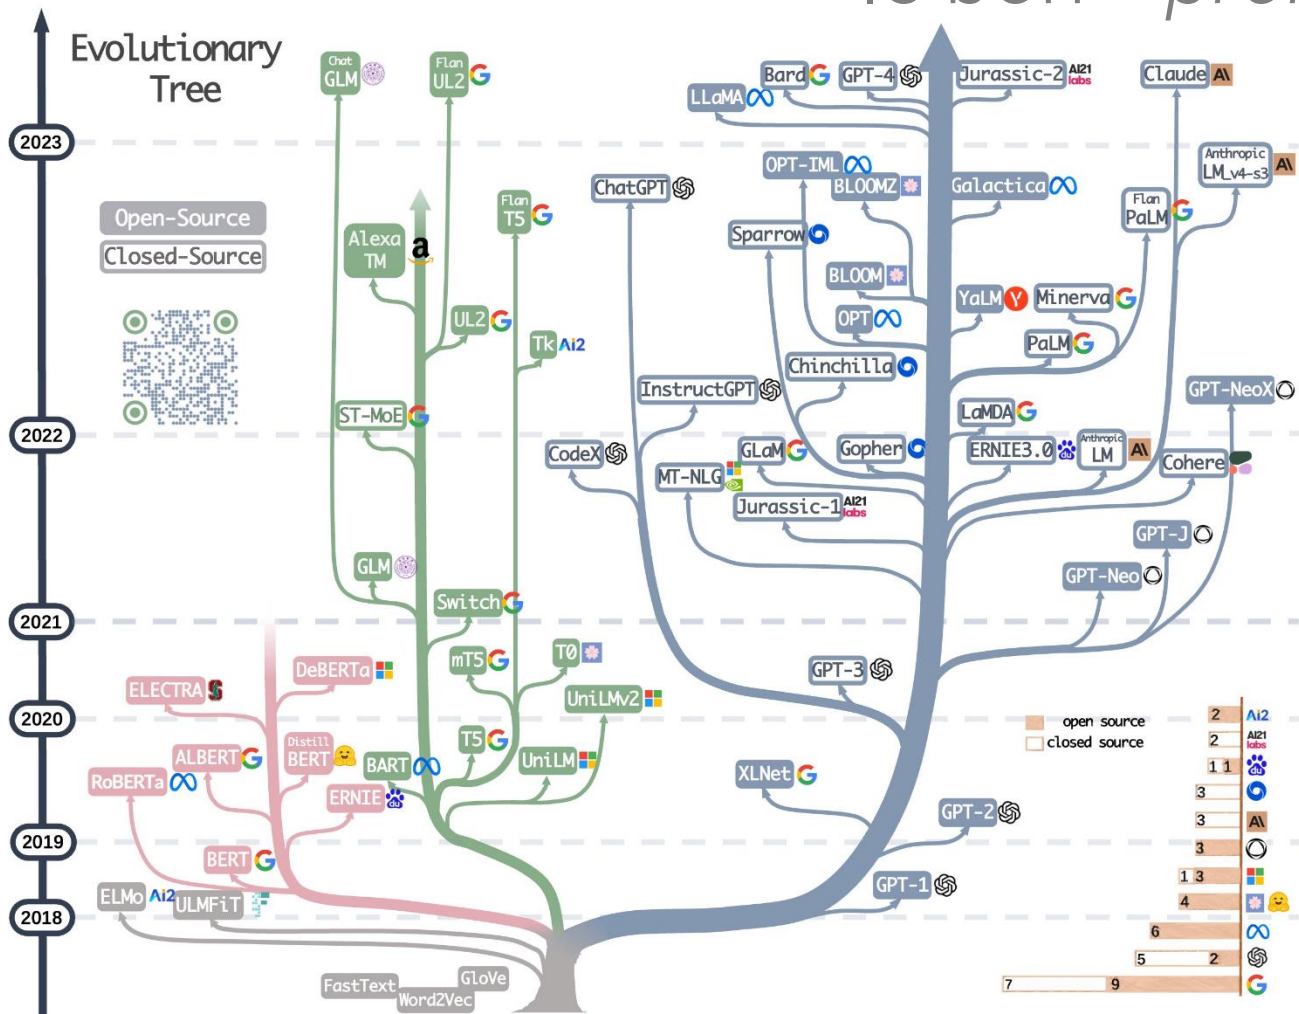 Evolutionary
Tree
2023
2022
2021
2020
2019
2018
Open-Source
Closed-Source
Chat
GLM
Flan
UL2
Bard
GPT-4
Jurassic-2
AI21
labs
Claude
A\
LLaMA
OPT-IML
BLOOMZ
Galactica
Anthropic
LM_v4-s3
A\
ChatGPT
Flan
T5
Flan
PaLM
Alexa
TM
a
Sparrow
BLOOM
YaLM
Y
Minerva
UL2
OPT
Tk
Ai2
PaLM
Chinchilla
InstructGPT
GPT-NeoX
ST-MoE
LaMDA
CodeX
GLaM
Gopher
ERNIE3.0
du
Anthropic
LM
A\
Cohere
MT-NLG
Jurassic-1
AI21
labs
GPT-J
GLM
GPT-Neo
Switch
DeBERTa
mT5
T0
GPT-3
ELECTRA
S
UniLMv2
ALBERT
Distill
BERT
BART
T5
UniLM
RoBERTa
ERNIE
du
XLNet
GPT-2
BERT
GPT-1
ELMo
Ai2
ULMFiT
FastText
Word2Vec
GloVe
open source
closed source
2 Ai2
2 AI21
labs
1 1 du
3
3 A\
3
1 3
4
6
5 2
7 9